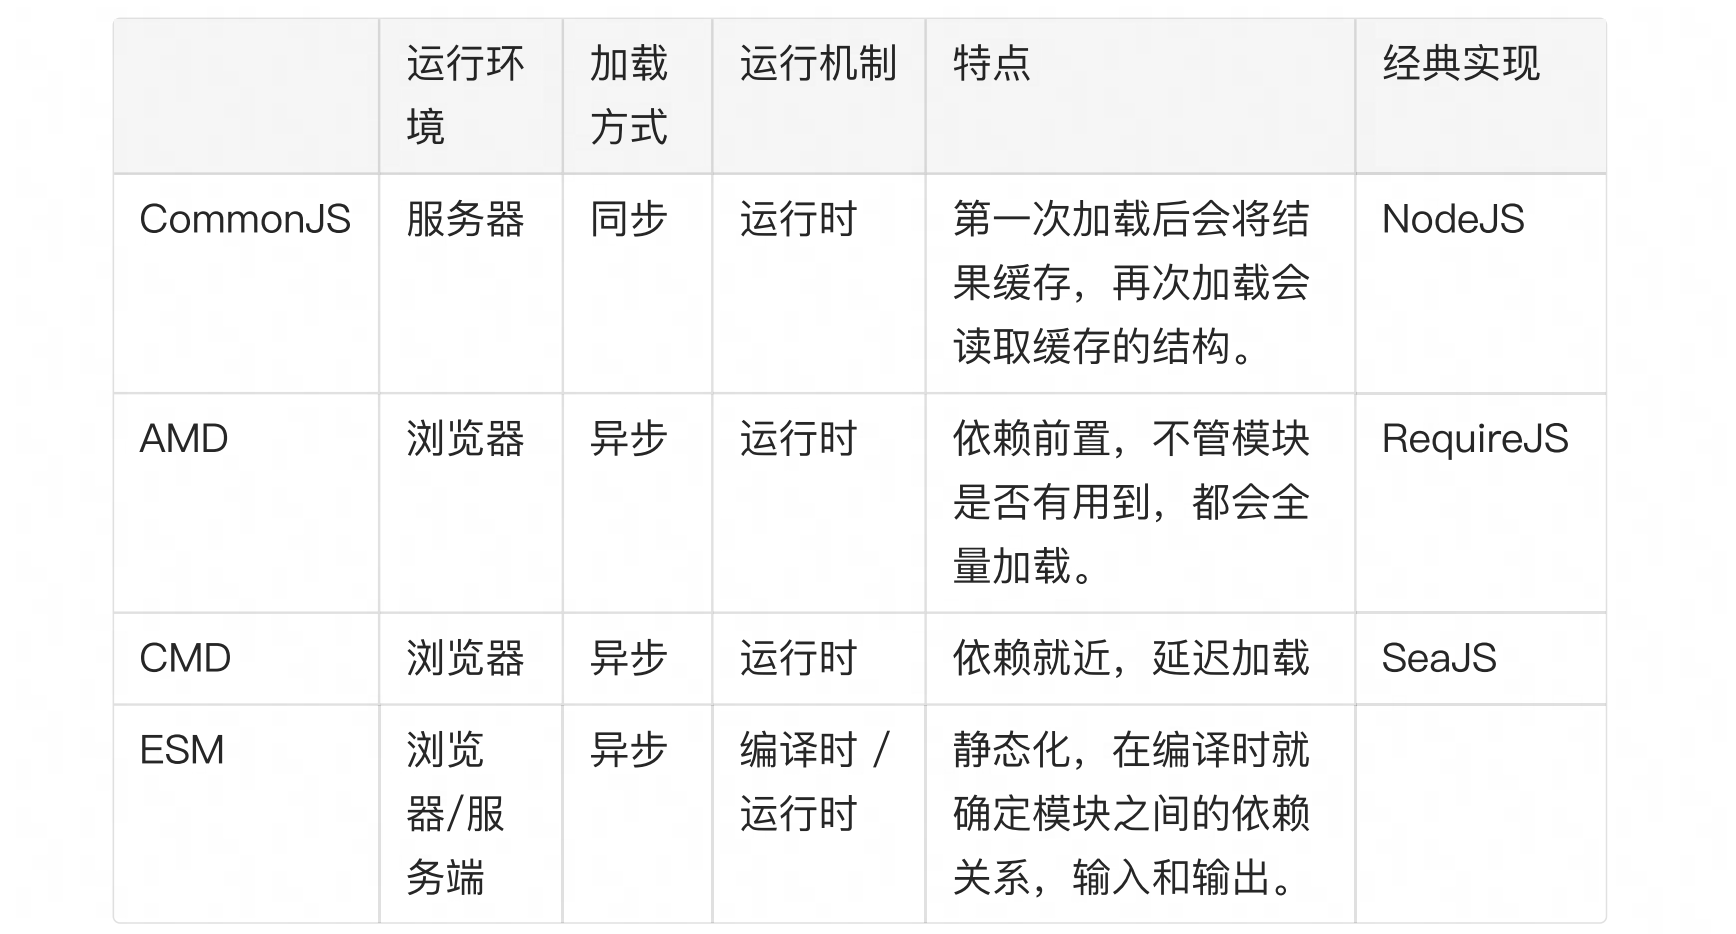 运行环
境
加载
方式
运行机制
特点
经典实现
CommonJS
服务器
同步
运行时
第一次加载后会将结
果缓存，再次加载会
读取缓存的结构。
NodeJS
AMD
浏览器
异步
运行时
依赖前置，不管模块
是否有用到，都会全
量加载。
RequireJS
CMD
浏览器
异步
运行时
依赖就近，延迟加载
SeaJS
ESM
浏览
器/服
务端
异步
编译时 /
运行时
静态化，在编译时就
确定模块之间的依赖
关系，输入和输出。